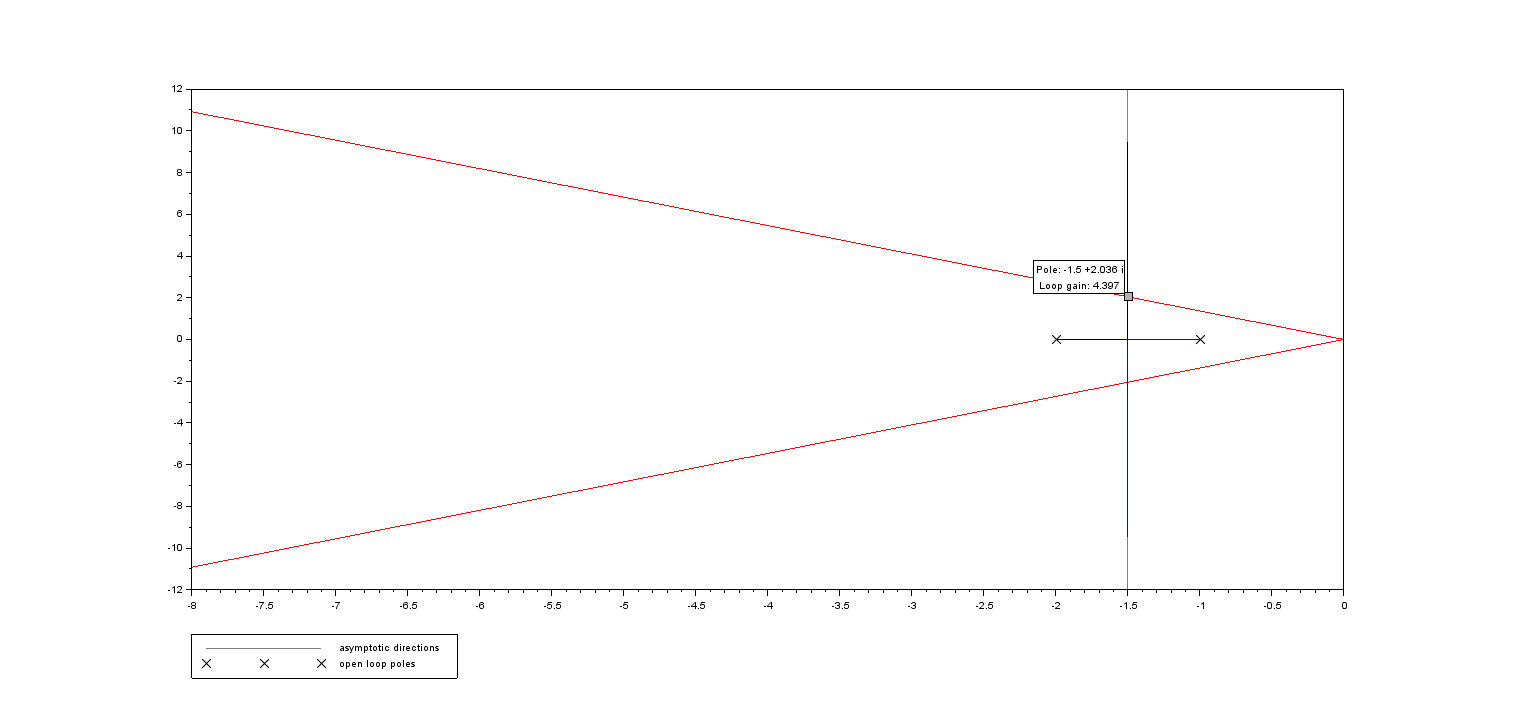 12
10
8
6
4
2
0
-2
-4
-6
-8
-10
-12
Pole: -1.5 +2.036 i
Loop gain: 4.397
-8 -7.5 -7 -6.5 -6 -5.5 -5 -4.5 -4 -3.5 -3 -2.5 -2 -1.5 -1 -0.5 0
asymptotic directions
open loop poles